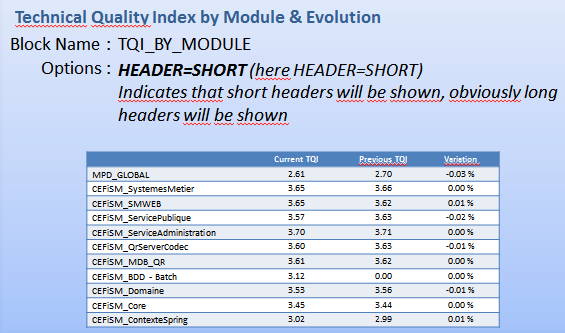 Technical Quality Index by Module & Evolution
Block Name : TQI_BY_MODULE
Options : HEADER=SHORT (here HEADER=SHORT)
Indicates that short headers will be shown, obviously long
headers will be shown
Current TQI Previous TQI Variation
MPD_GLOBAL 2.61 2.70 -0.03 %
CEFiSM_SystemesMetier 3.65 3.66 0.00 %
CEFiSM_SMWEB 3.65 3.62 0.01 %
CEFiSM_ServicePublique 3.57 3.63 -0.02 %
CEFiSM_ServiceAdministration 3.70 3.71 0.00 %
CEFiSM_QrServerCodec 3.60 3.63 -0.01 %
CEFiSM_MDB_QR 3.61 3.62 0.00 %
CEFiSM_BDD - Batch 3.12 0.00 0.00 %
CEFiSM_Domaine 3.53 3.56 -0.01 %
CEFiSM_Core 3.45 3.44 0.00 %
CEFiSM_ContexteSpring 3.02 2.99 0.01 %